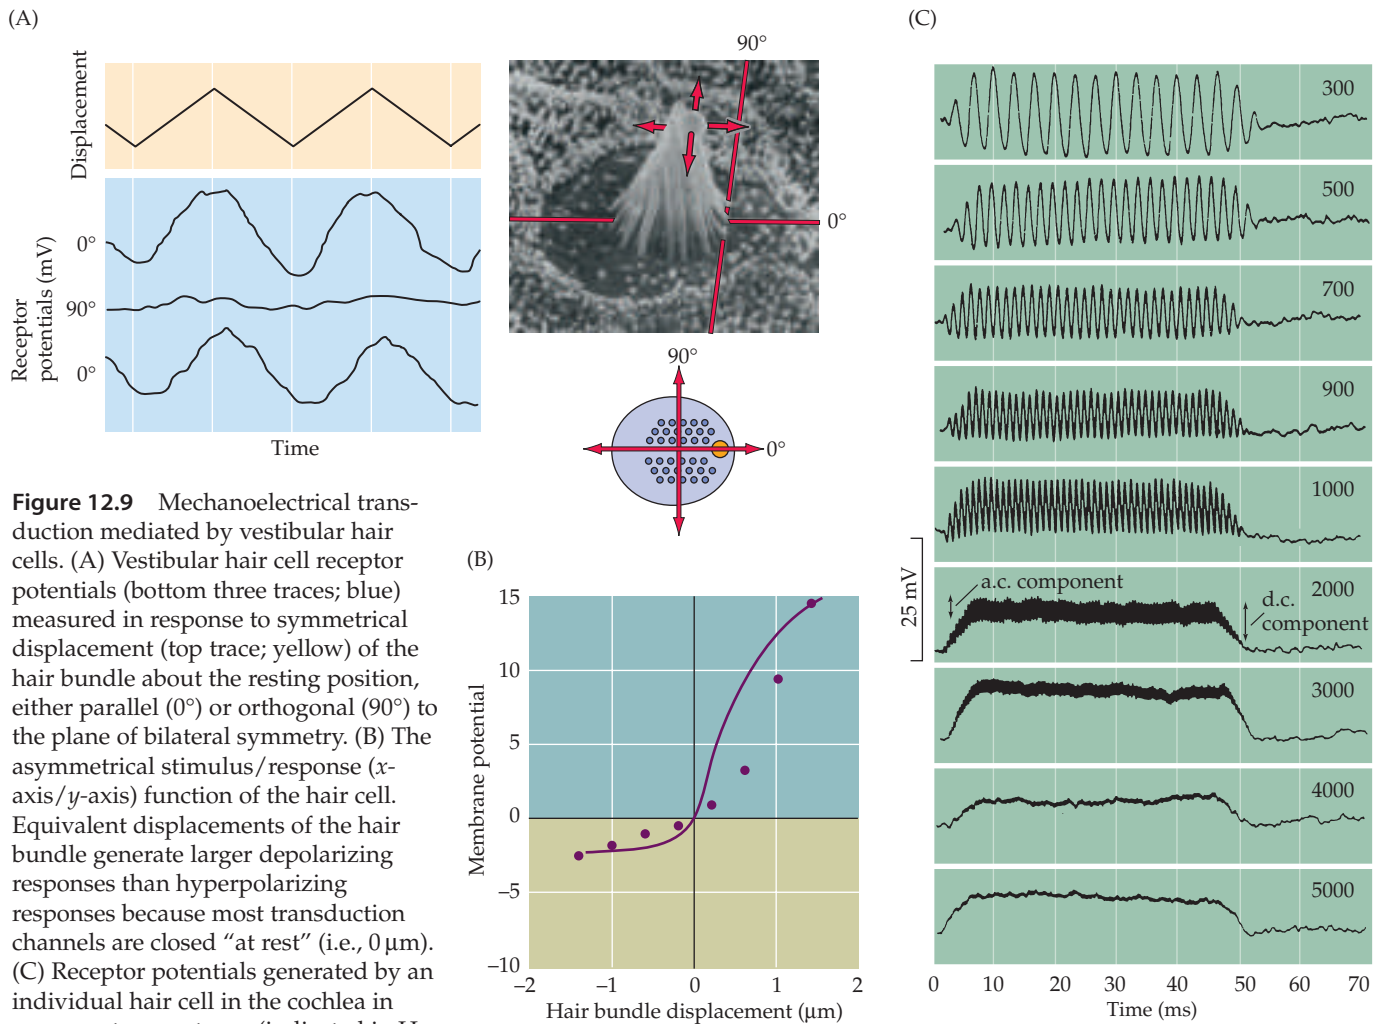 (A)
Displacement
Receptor
potentials (mV)
0°
90°
0°
Time
90°
0°
90°
0°
Figure 12.9 Mechanoelectrical trans-
duction mediated by vestibular hair
cells. (A) Vestibular hair cell receptor
potentials (bottom three traces; blue)
measured in response to symmetrical
displacement (top trace; yellow) of the
hair bundle about the resting position,
either parallel (0°) or orthogonal (90°) to
the plane of bilateral symmetry. (B) The
asymmetrical stimulus/response (x-
axis/y-axis) function of the hair cell.
Equivalent displacements of the hair
bundle generate larger depolarizing
responses than hyperpolarizing
responses because most transduction
channels are closed “at rest” (i.e., 0 μm).
(C) Receptor potentials generated by an
individual hair cell in the cochlea in
(B)
Membrane potential
15
10
5
0
–5
–10
–2
–1
0
1
2
Hair bundle displacement (μm)
(C)
300
500
700
900
1000
25 mV
a.c. component
d.c.
component
2000
3000
4000
5000
0 10 20 30 40 50 60 70
Time (ms)